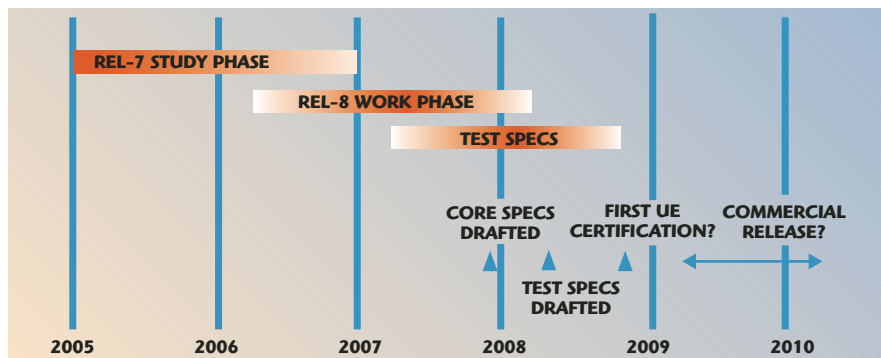 REL-7 STUDY PHASE
REL-8 WORK PHASE
TEST SPECS
CORE SPECS
DRAFTED
FIRST UE
CERTIFICATION?
COMMERCIAL
RELEASE?
TEST SPECS
DRAFTED
2005 2006 2007 2008 2009 2010